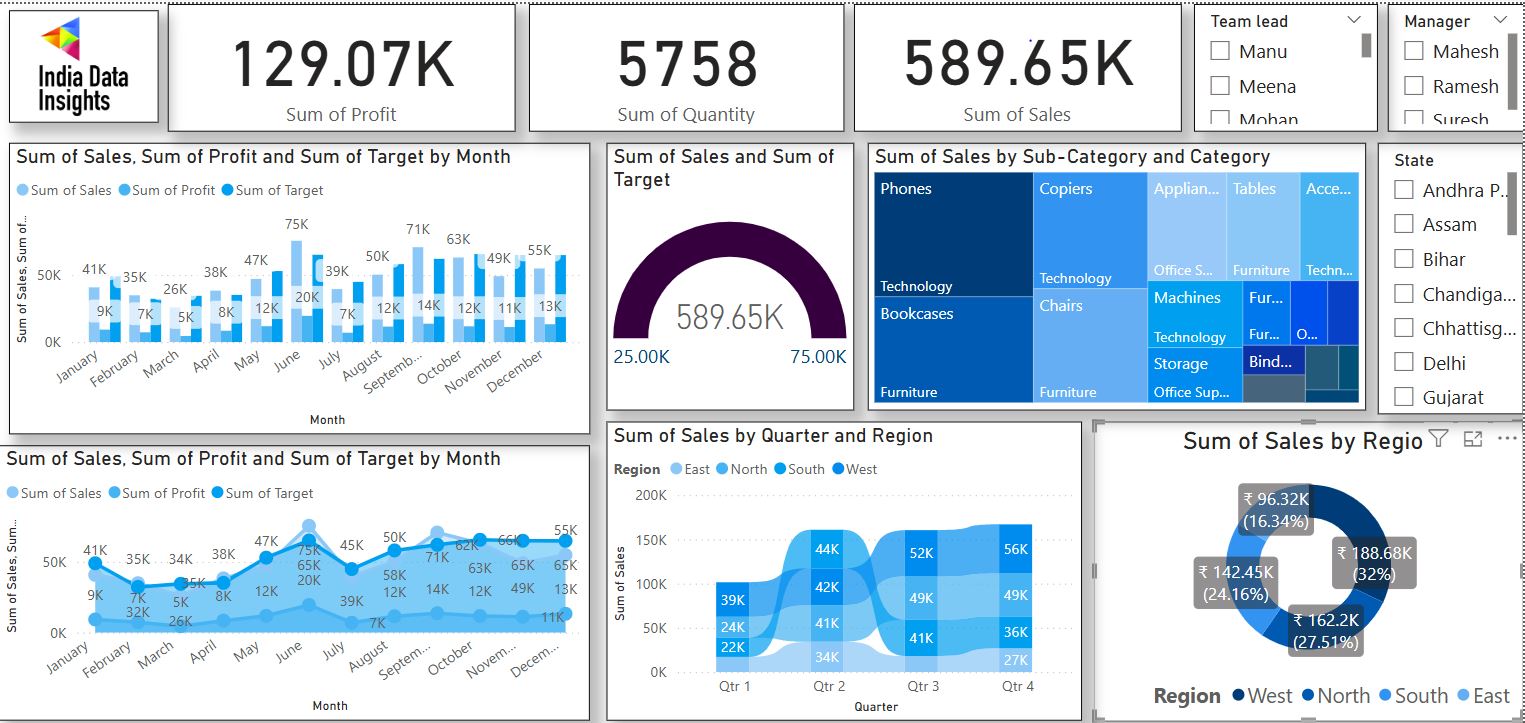 India Data
Insights
129.07K
Sum of Profit
5758
Sum of Quantity
589.65K
Sum of Sales
Team lead
Manu
Meena
Mohan
Manager
Mahesh
Ramesh
Suresh
Sum of Sales, Sum of Profit and Sum of Target by Month
Sum of Sales Sum of Profit Sum of Target
Sum of Sales, Sum of...
50K
0K
41K 35K 26K 38K 47K 75K 39K 50K 71K 63K 49K 55K
9K 7K 5K 8K 12K 20K 7K 12K 14K 12K 11K 13K
January February March April May June July August Septemb... October November December
Month
Sum of Sales and Sum of
Target
589.65K
25.00K 75.00K
Sum of Sales by Sub-Category and Category
Phones
Technology
Bookcases
Furniture
Copiers
Technology
Chairs
Furniture
Applian...
Office S...
Tables
Furniture
Acce...
Techn...
Machines
Technology
Storage
Office Sup...
Fur...
Fur...
O...
Bind...
State
Andhra P...
Assam
Bihar
Chandiga...
Chhattisg...
Delhi
Gujarat
Sum of Sales, Sum of Profit and Sum of Target by Month
Sum of Sales Sum of Profit Sum of Target
Sum of Sales, Sum...
50K
0K
41K 35K 34K 38K 47K 75K 45K 50K 71K 62K 66K 55K
9K 7K 35K 8K 12K 65K 39K 58K 14K 63K 65K 65K
32K 5K 20K 7K 12K 12K 49K 13K
26K 11K
January February March April May June July August Septem... October Novem... Decem...
Month
Sum of Sales by Quarter and Region
Region East North South West
Sum of Sales
200K
150K
100K
50K
0K
39K
24K
22K
44K
42K
41K
34K
52K
49K
41K
56K
49K
36K
27K
Qtr 1 Qtr 2 Qtr 3 Qtr 4
Quarter
Sum of Sales by Regio
₹ 96.32K
(16.34%)
₹ 188.68K
(32%)
₹ 142.45K
(24.16%)
₹ 162.2K
(27.51%)
Region West North South East